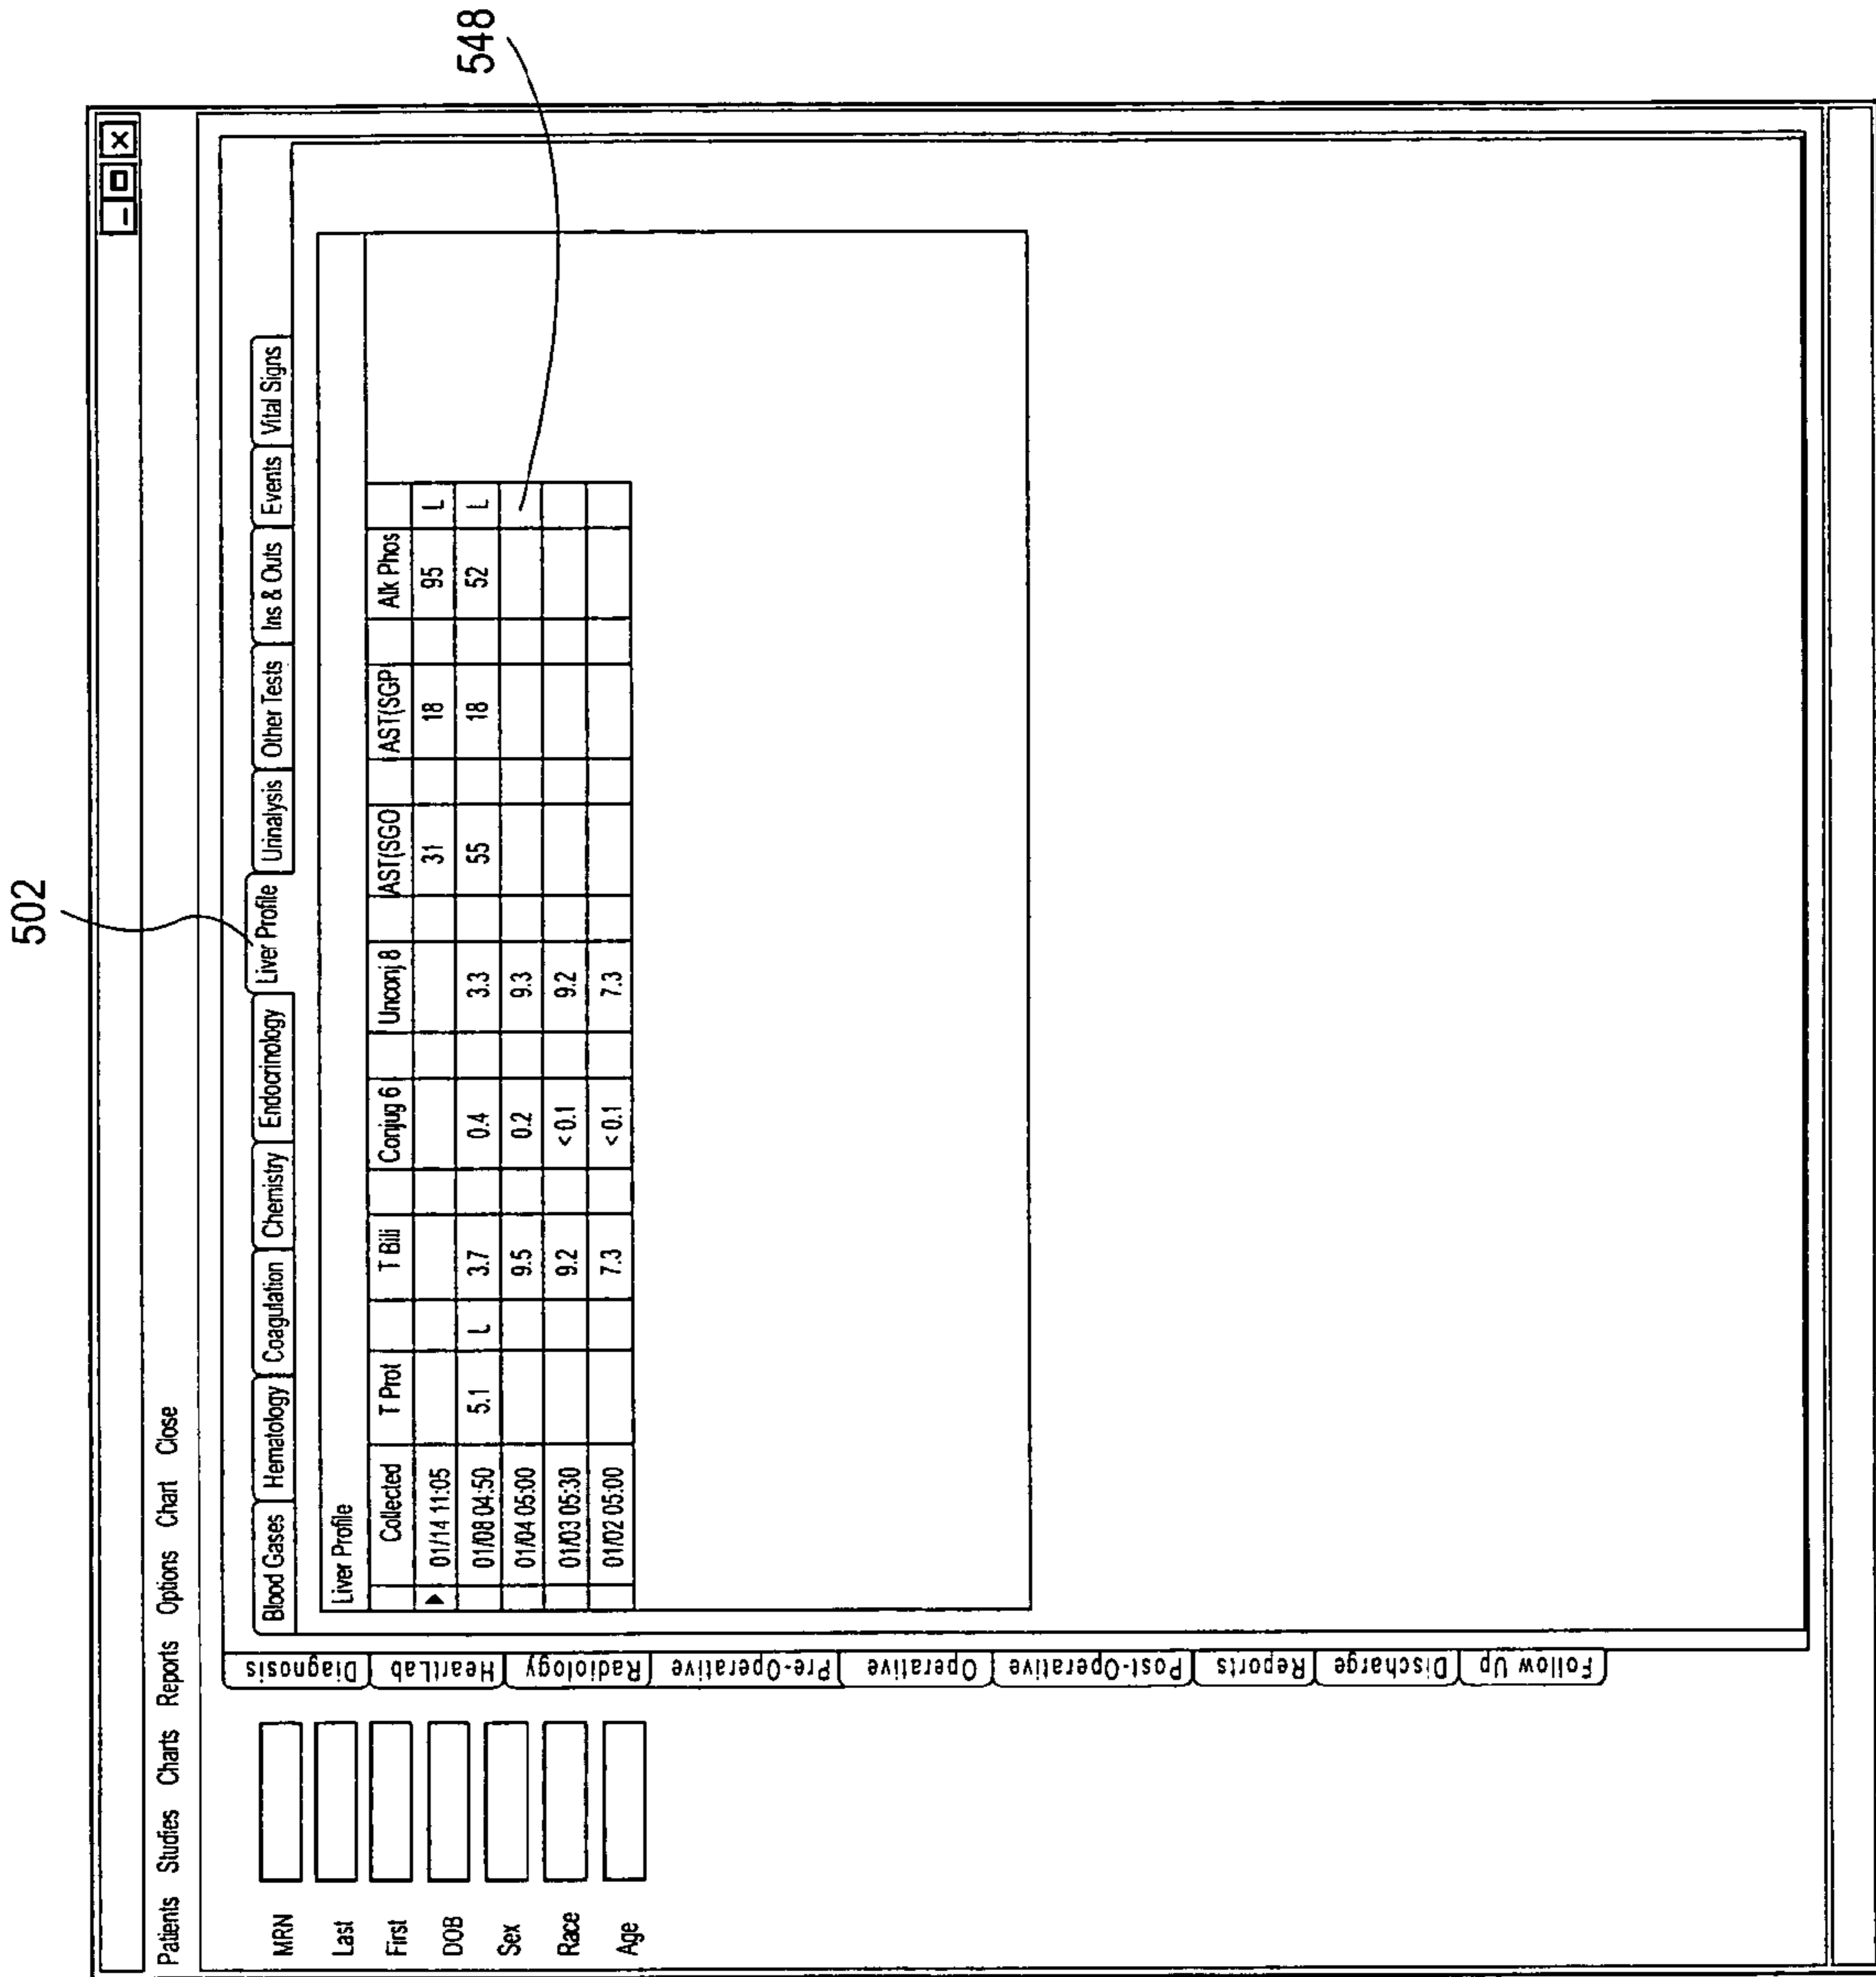 502
548
Patients Studies Charts Reports Options Chart Close
MRN
Last
First
DOB
Sex
Race
Age
Diagnosis
HeartLab
Radiology
Pre-Operative
Operative
Post-Operative
Reports
Discharge
Follow Up
Blood Gases Hematology Coagulation Chemistry Endocrinology Liver Profile Urinalysis Other Tests Ins & Outs Events Vital Signs
Liver Profile
Collected T Prot T Bili Conjug 6 Unconj 8 AST(SGO AST(SGP Alk Phos
01/14 11:05 31 18 95 L
01/08 04:50 5.1 L 3.7 0.4 3.3 55 18 52 L
01/04 05:00 9.5 0.2 9.3
01/03 05:30 9.2 < 0.1 9.2
01/02 05:00 7.3 < 0.1 7.3